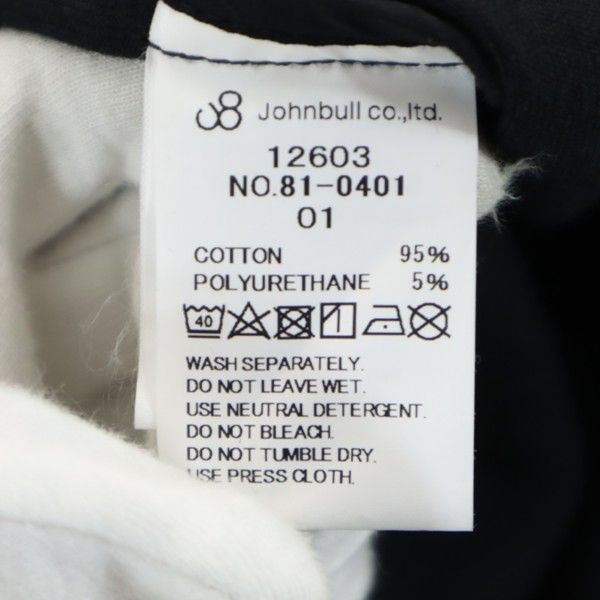 Johnbull co.,ltd.
12603
NO.81-0401
01
COTTON 95%
POLYURETHANE 5%
40
WASH SEPARATELY.
DO NOT LEAVE WET.
USE NEUTRAL DETERGENT.
DO NOT BLEACH.
DO NOT TUMBLE DRY.
USE PRESS CLOTH.